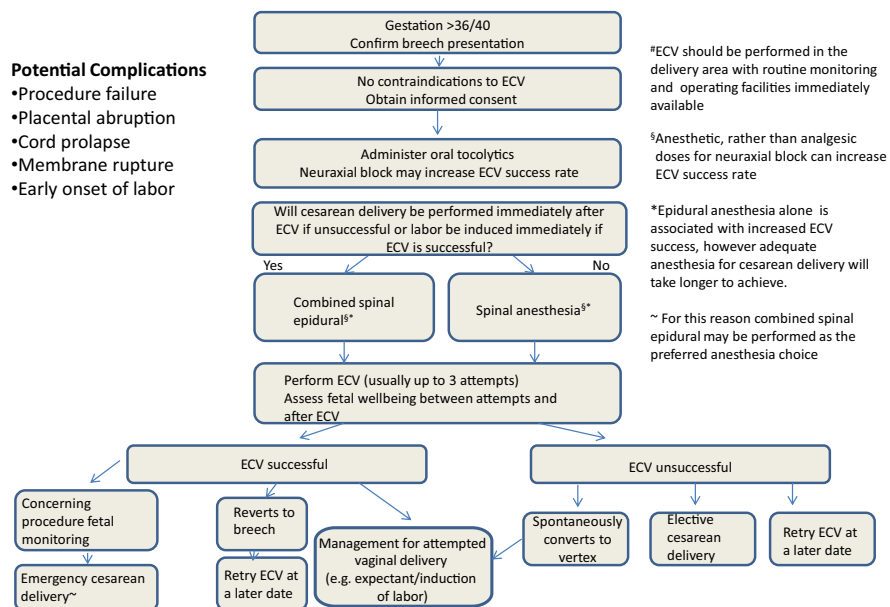 Gestation >36/40
Confirm breech presentation
Potential Complications
•Procedure failure
•Placental abruption
•Cord prolapse
•Membrane rupture
•Early onset of labor
No contraindications to ECV
Obtain informed consent
Administer oral tocolytics
Neuraxial block may increase ECV success rate
Will cesarean delivery be performed immediately after
ECV if unsuccessful or labor be induced immediately if
ECV is successful?
Yes
No
Combined spinal
epidural§*
Spinal anesthesia§*
Perform ECV (usually up to 3 attempts)
Assess fetal wellbeing between attempts and
after ECV
#ECV should be performed in the
delivery area with routine monitoring
and operating facilities immediately
available
§Anesthetic, rather than analgesic
doses for neuraxial block can increase
ECV success rate
*Epidural anesthesia alone is
associated with increased ECV
success, however adequate
anesthesia for cesarean delivery will
take longer to achieve.
~ For this reason combined spinal
epidural may be performed as the
preferred anesthesia choice
ECV successful
ECV unsuccessful
Concerning
procedure fetal
monitoring
Emergency cesarean
delivery~
Reverts to
breech
Retry ECV at
a later date
Management for attempted
vaginal delivery
(e.g. expectant/induction
of labor)
Spontaneously
converts to
vertex
Elective
cesarean
delivery
Retry ECV at
a later date